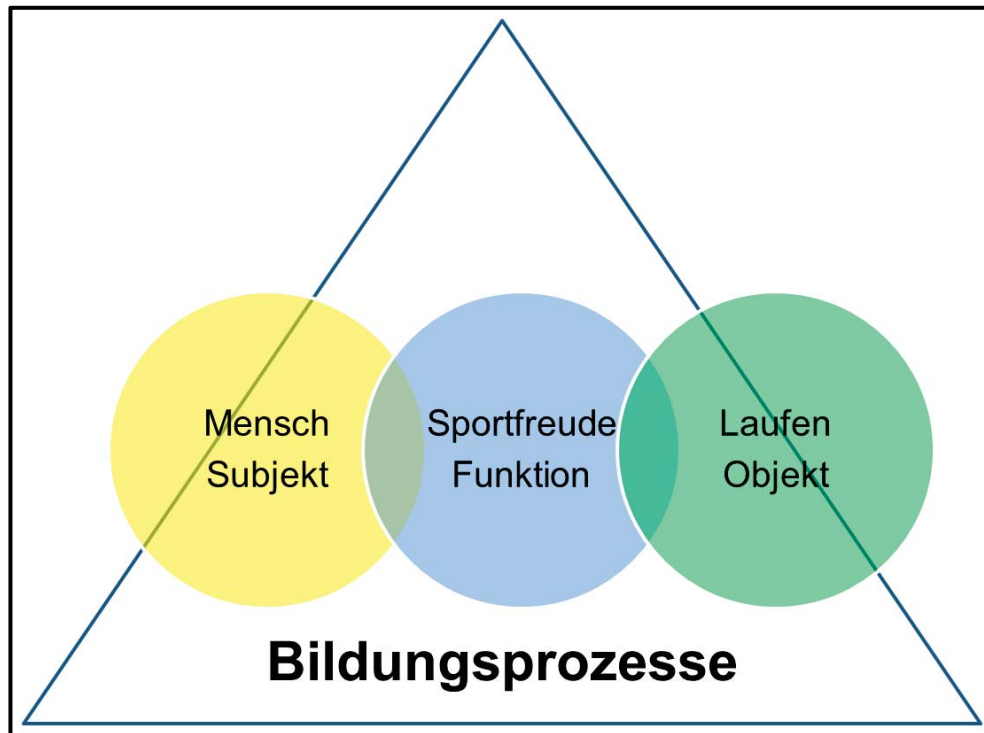 Mensch
Subjekt
Sportfreude
Funktion
Laufen
Objekt
Bildungsprozesse